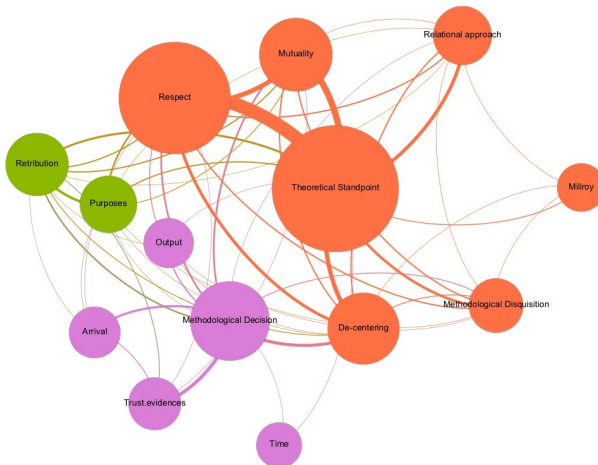 Relational approach
Mutuality
Respect
Retribution
Theoretical Standpoint
Millroy
Purposes
Output
Methodological Disquisition
Methodological Decision
De-centering
Arrival
Trust.evidences
Time